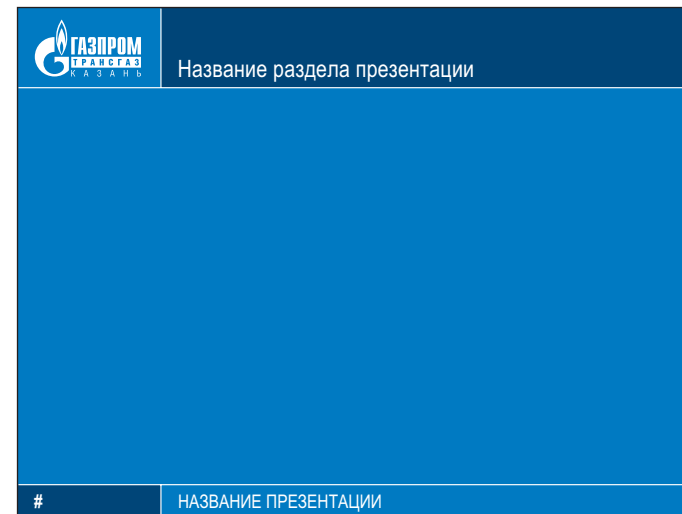 ГАЗПРОМ
ТРАНСГАЗ
КАЗАНЬ
Название раздела презентации
#
НАЗВАНИЕ ПРЕЗЕНТАЦИИ